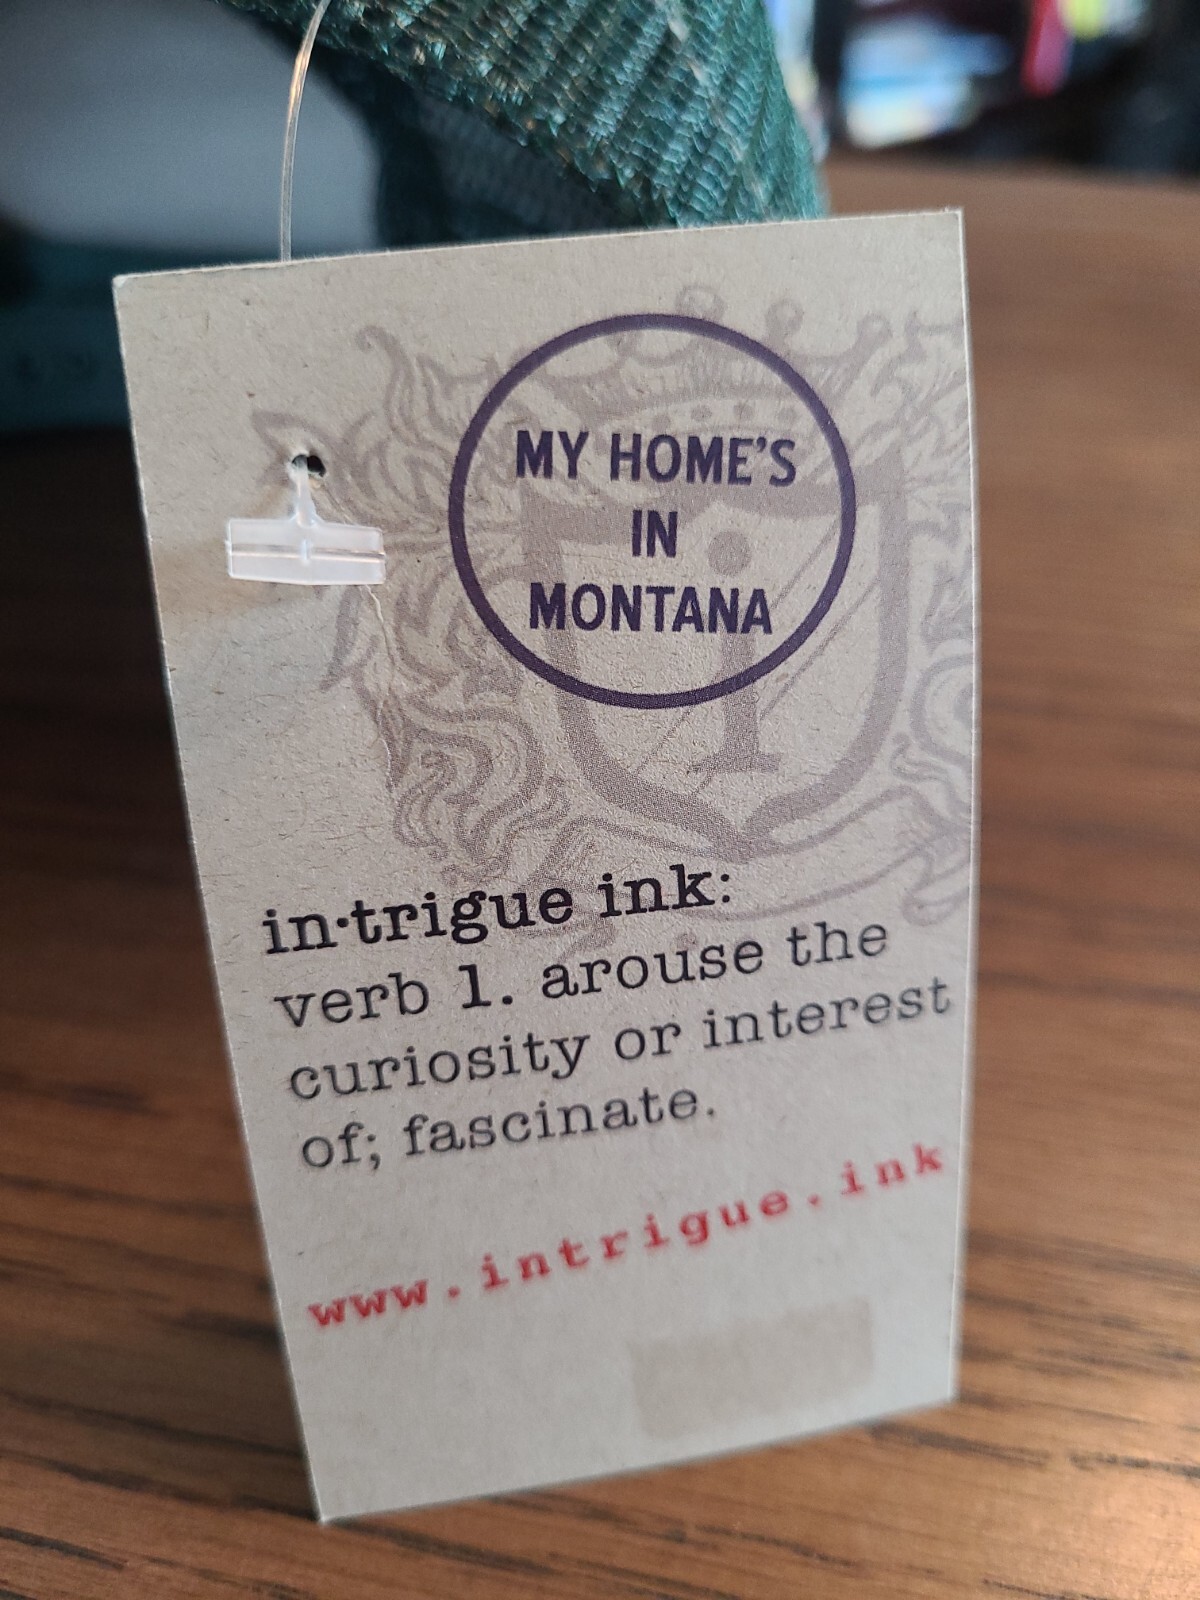 MY HOME'S
IN
MONTANA
i
in·trigue ink:
verb 1. arouse the
curiosity or interest
of; fascinate.
www.intrigue.ink